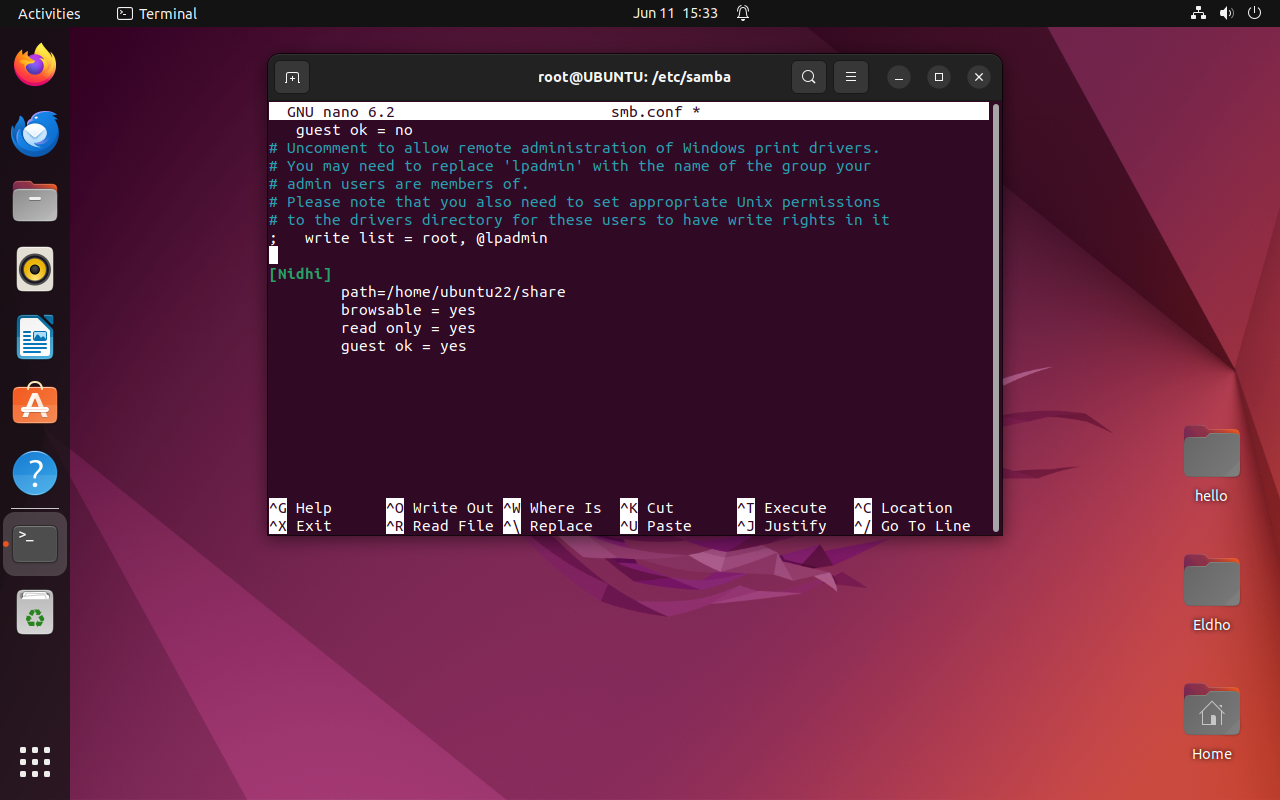 Activities Terminal Jun 11 15:33
root@UBUNTU: /etc/samba
GNU nano 6.2 smb.conf *
guest ok = no
# Uncomment to allow remote administration of Windows print drivers.
# You may need to replace 'lpadmin' with the name of the group your
# admin users are members of.
# Please note that you also need to set appropriate Unix permissions
# to the drivers directory for these users to have write rights in it
;   write list = root, @lpadmin
[Nidhi]
path=/home/ubuntu22/share
browsable = yes
read only = yes
guest ok = yes
^G Help ^O Write Out ^W Where Is ^K Cut ^T Execute ^C Location
^X Exit ^R Read File ^\ Replace ^U Paste ^J Justify ^/ Go To Line
hello
Eldho
Home